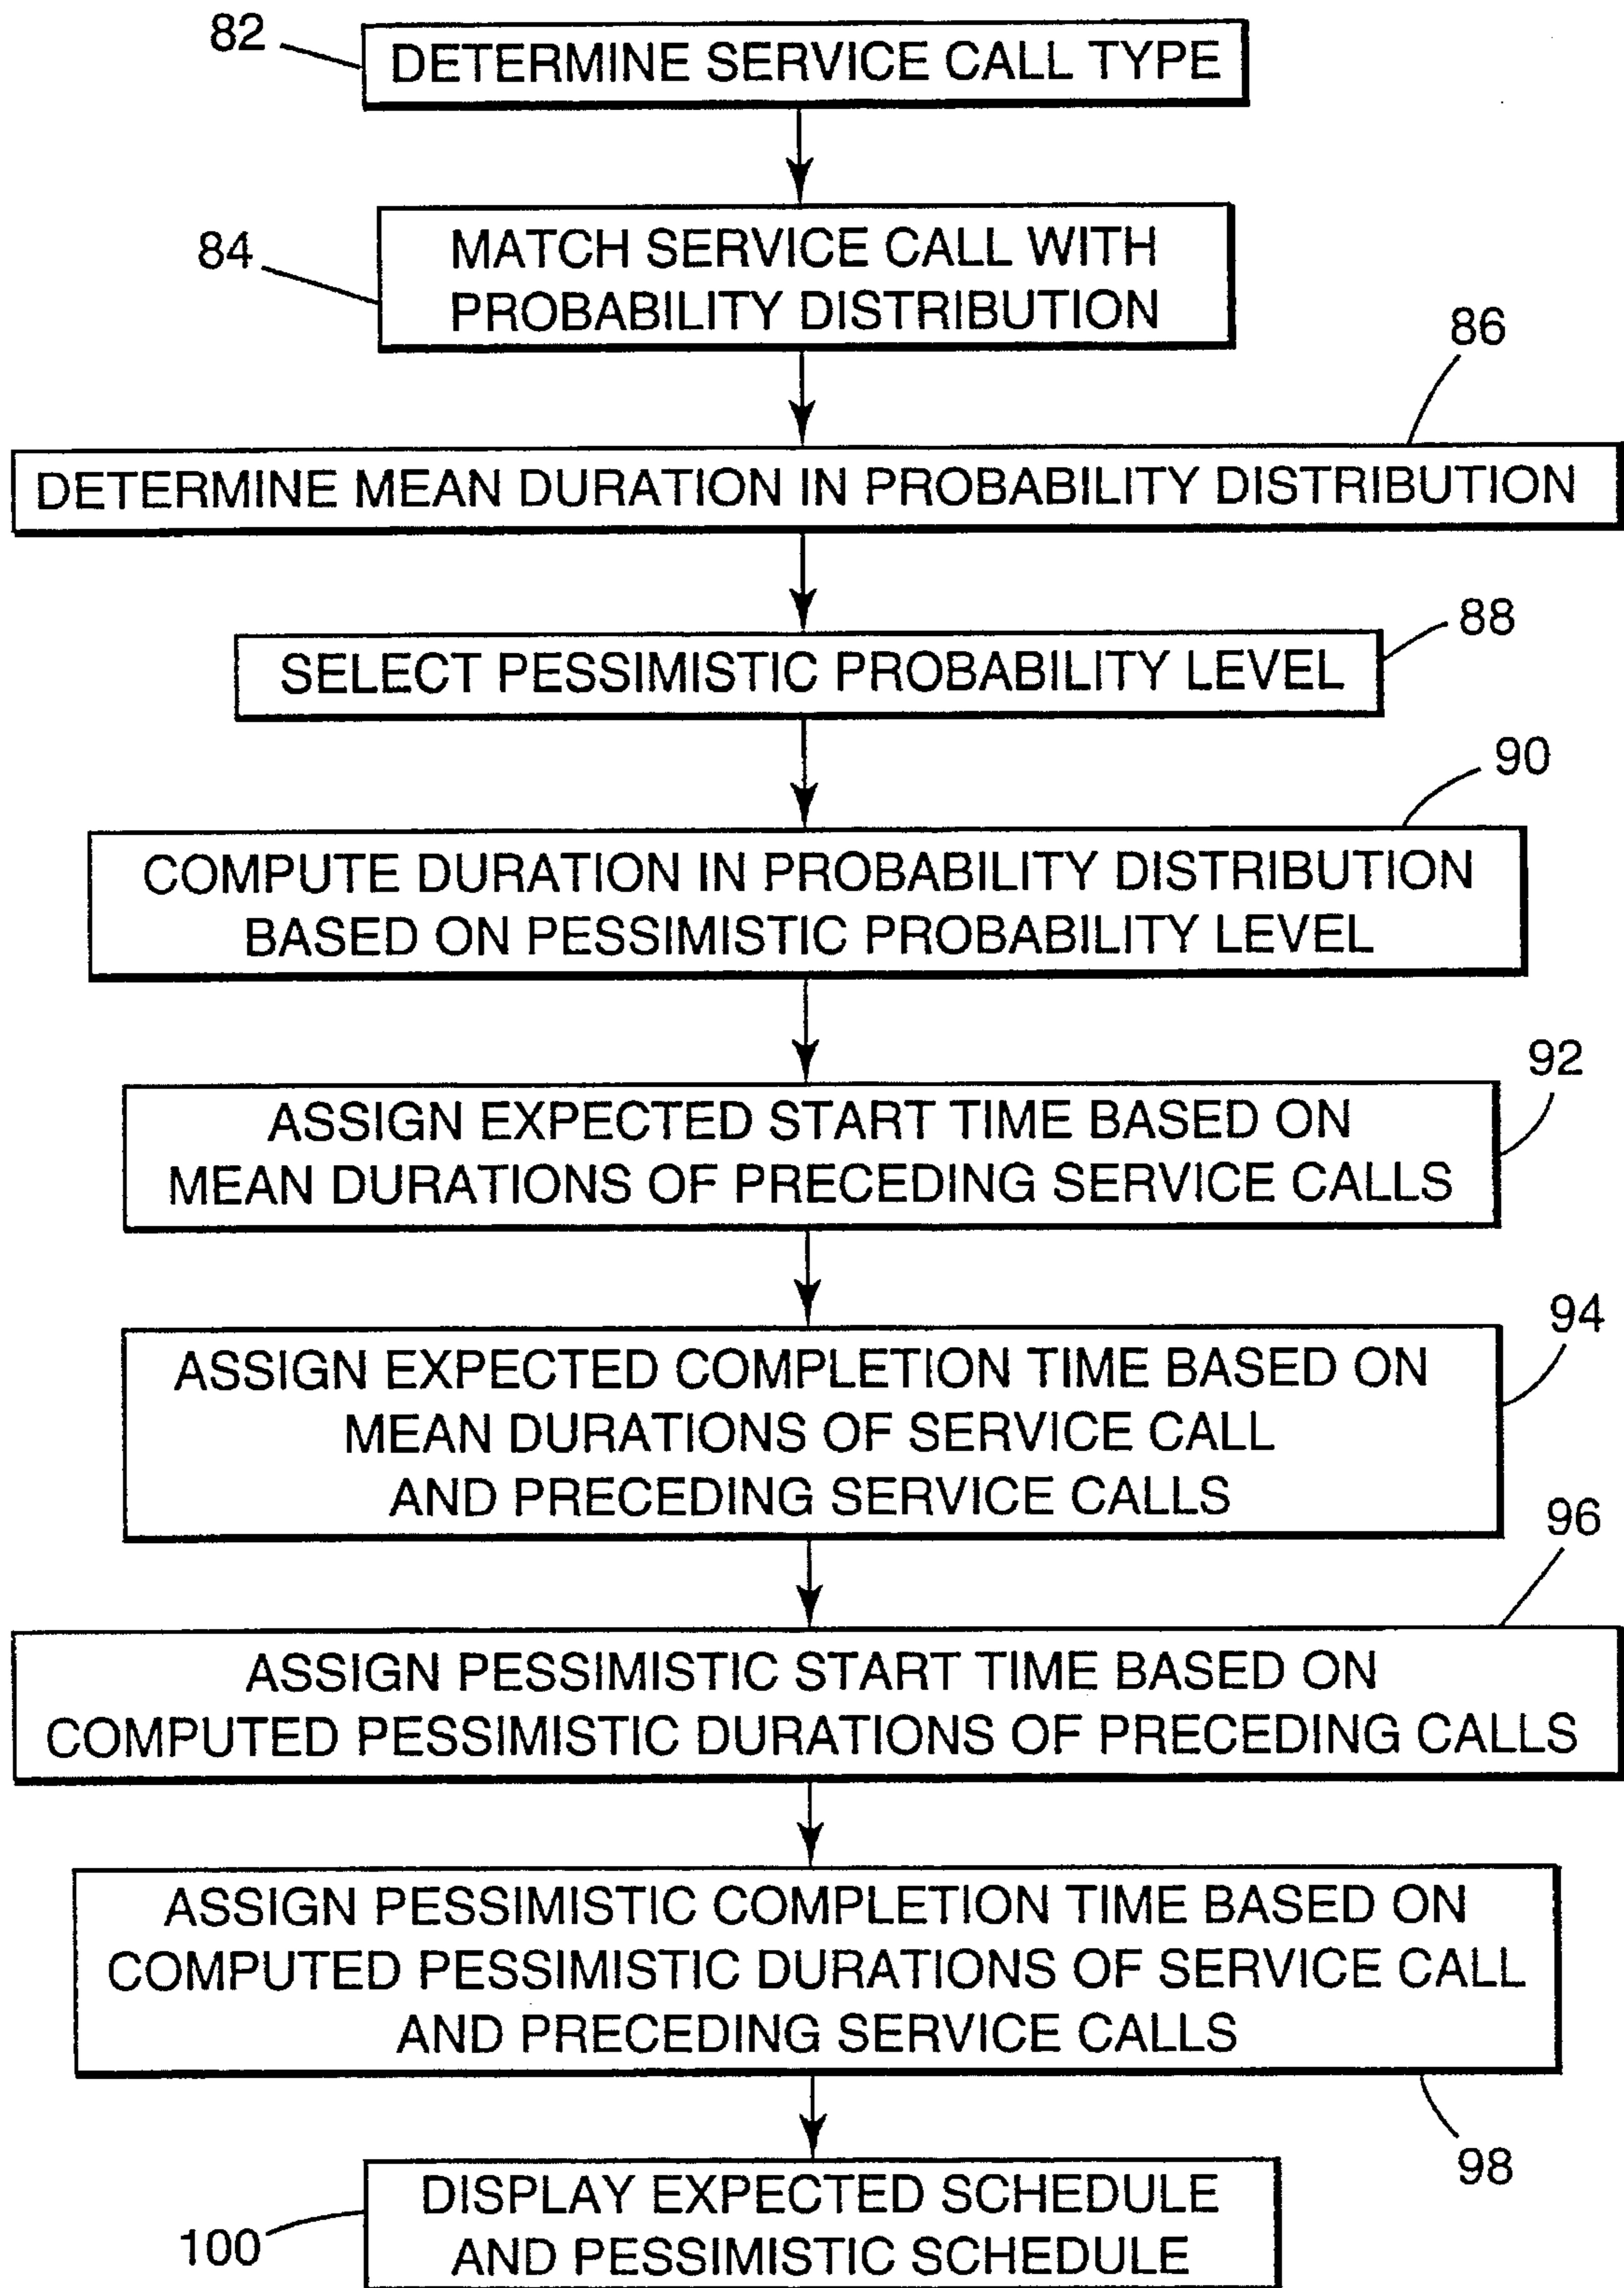 82
DETERMINE SERVICE CALL TYPE
84
MATCH SERVICE CALL WITH
PROBABILITY DISTRIBUTION
86
DETERMINE MEAN DURATION IN PROBABILITY DISTRIBUTION
88
SELECT PESSIMISTIC PROBABILITY LEVEL
90
COMPUTE DURATION IN PROBABILITY DISTRIBUTION
BASED ON PESSIMISTIC PROBABILITY LEVEL
92
ASSIGN EXPECTED START TIME BASED ON
MEAN DURATIONS OF PRECEDING SERVICE CALLS
94
ASSIGN EXPECTED COMPLETION TIME BASED ON
MEAN DURATIONS OF SERVICE CALL
AND PRECEDING SERVICE CALLS
96
ASSIGN PESSIMISTIC START TIME BASED ON
COMPUTED PESSIMISTIC DURATIONS OF PRECEDING CALLS
ASSIGN PESSIMISTIC COMPLETION TIME BASED ON
COMPUTED PESSIMISTIC DURATIONS OF SERVICE CALL
AND PRECEDING SERVICE CALLS
98
100
DISPLAY EXPECTED SCHEDULE
AND PESSIMISTIC SCHEDULE